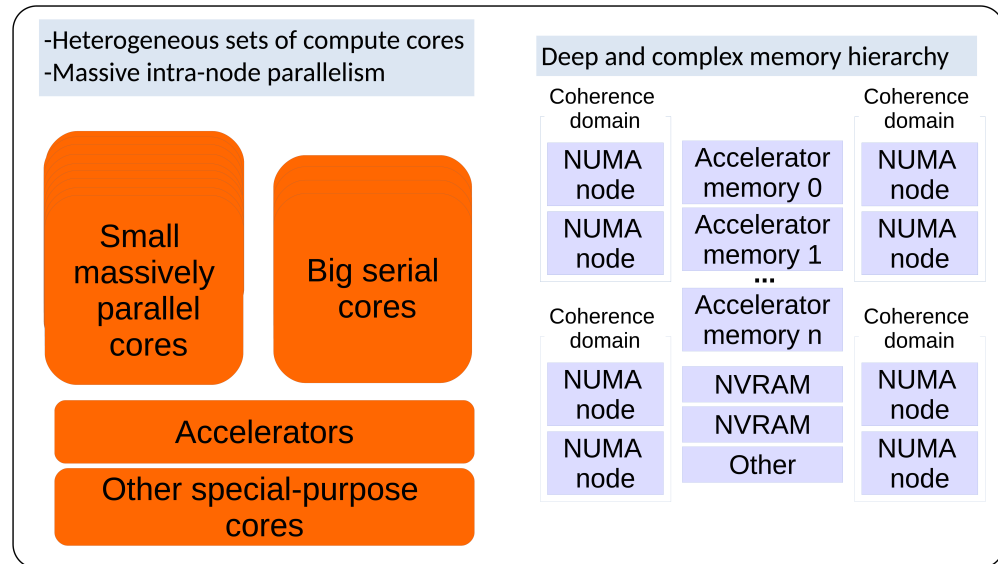 -Heterogeneous sets of compute cores
-Massive intra-node parallelism
Small
massively
parallel
cores
Big serial
cores
Accelerators
Other special-purpose
cores
Deep and complex memory hierarchy
Coherence
domain
NUMA
node
NUMA
node
Accelerator
memory 0
Accelerator
memory 1
...
Accelerator
memory n
NVRAM
NVRAM
Other
Coherence
domain
NUMA
node
NUMA
node
Coherence
domain
NUMA
node
NUMA
node
Coherence
domain
NUMA
node
NUMA
node